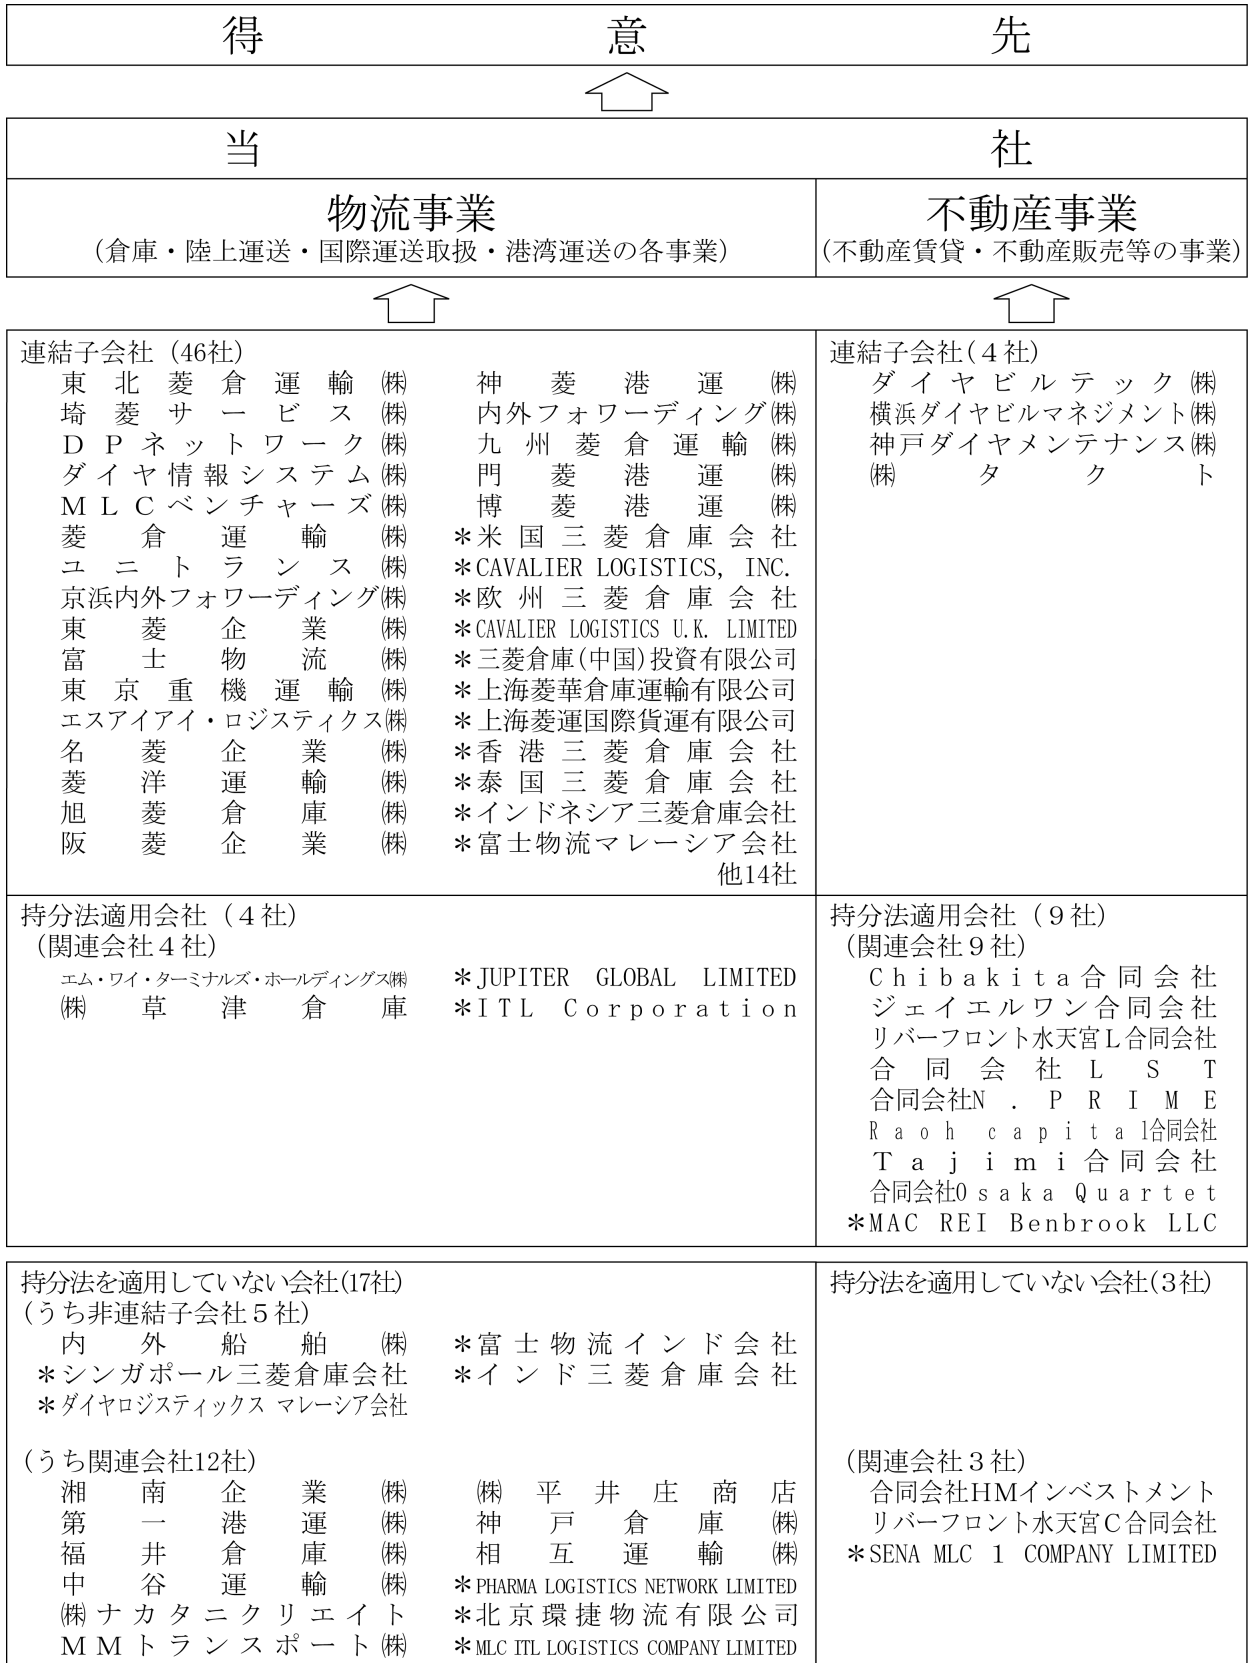 得意先
当社
物流事業
(倉庫・陸上運送・国際運送取扱・港湾運送の各事業)
不動産事業
(不動産賃貸・不動産販売等の事業)
連結子会社 (46社)
東北菱倉運輸㈱
埼菱サービス㈱
DPネットワーク㈱
ダイヤ情報システム㈱
MLCベンチャーズ㈱
菱倉運輸㈱
ユニトランス㈱
京浜内外フォワーディング㈱
東菱企業㈱
富士物流㈱
東京重機運輸㈱
エスアイアイ・ロジスティクス㈱
名菱企業㈱
菱洋運輸㈱
旭菱倉庫㈱
阪菱企業㈱
神菱港運㈱
内外フォワーディング㈱
九州菱倉運輸㈱
門菱港運㈱
博菱港運㈱
*米国三菱倉庫会社
*CAVALIER LOGISTICS, INC.
*欧州三菱倉庫会社
*CAVALIER LOGISTICS U.K. LIMITED
*三菱倉庫(中国)投資有限公司
*上海菱華倉庫運輸有限公司
*上海菱運国際貨運有限公司
*香港三菱倉庫会社
*泰国三菱倉庫会社
*インドネシア三菱倉庫会社
*富士物流マレーシア会社
他14社
連結子会社(4社)
ダイヤビルテック㈱
横浜ダイヤビルマネジメント㈱
神戸ダイヤメンテナンス㈱
㈱タクト
持分法適用会社 (4社)
(関連会社4社)
エム・ワイ・ターミナルズ・ホールディングス㈱
㈱草津倉庫
*JUPITER GLOBAL LIMITED
*ITL Corporation
持分法適用会社 (9社)
(関連会社9社)
Chibakita合同会社
ジェイエルワン合同会社
リバーフロント水天宮L合同会社
合同会社LST
合同会社N.PRIME
Raoh capital合同会社
Tajimi合同会社
合同会社Osaka Quartet
*MAC REI Benbrook LLC
持分法を適用していない会社(17社)
(うち非連結子会社5社)
内外船舶㈱
*シンガポール三菱倉庫会社
*ダイヤロジスティックス マレーシア会社
*富士物流インド会社
*インド三菱倉庫会社
(うち関連会社12社)
湘南企業㈱
第一港運㈱
福井倉庫㈱
中谷運輸㈱
㈱ナカタニクリエイト
MMトランスポート㈱
㈱平井庄商店
神戸倉庫㈱
相互運輸㈱
*PHARMA LOGISTICS NETWORK LIMITED
*北京環捷物流有限公司
*MLC ITL LOGISTICS COMPANY LIMITED
持分法を適用していない会社(3社)
(関連会社3社)
合同会社HMインベストメント
リバーフロント水天宮C合同会社
*SENA MLC 1 COMPANY LIMITED